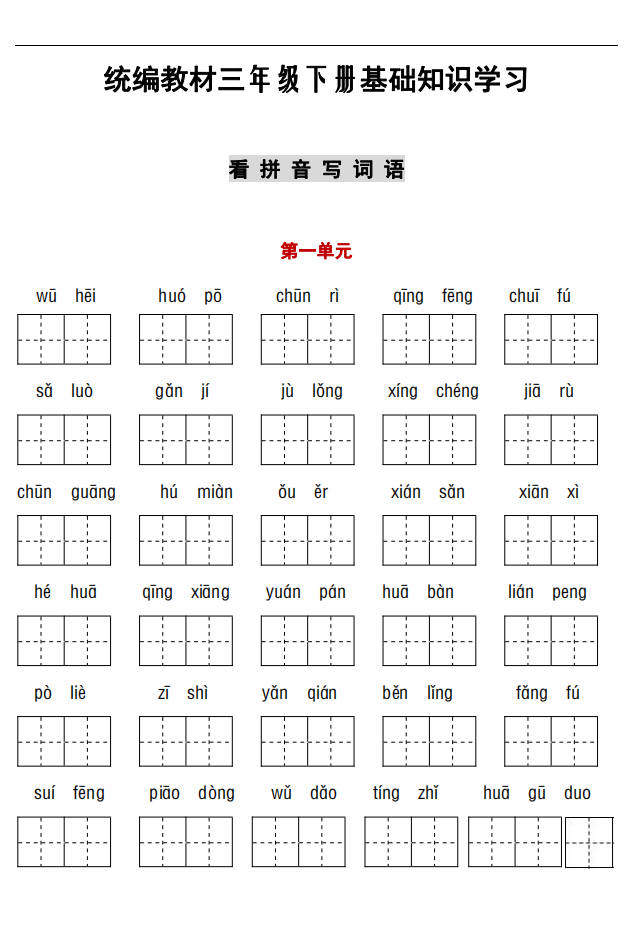 统编教材三年级下册基础知识学习
看拼音写词语
第一单元
wū hēi huó pō chūn rì qīng fēng chuī fú
sǎ luò gǎn jí jù lǒng xíng chéng jiā rù
chūn guāng hú miàn ǒu ěr xián sǎn xiān xì
hé huā qīng xiāng yuán pán huā bàn lián peng
pò liè zī shì yǎn qián běn lǐng fǎng fú
suí fēng piāo dòng wǔ dǎo tíng zhǐ huā gū duo